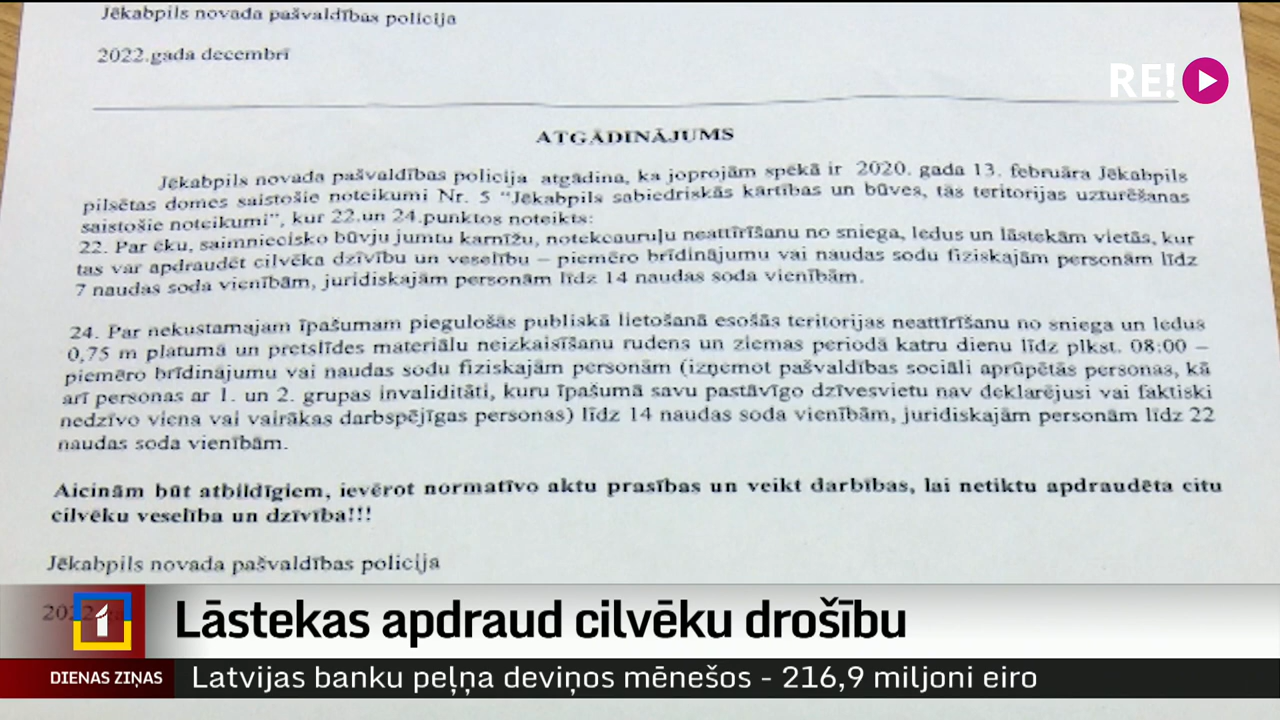 Jēkabpils novada pašvaldības policija
2022.gada decembrī
RE!
ATGĀDINĀJUMS
Jēkabpils novada pašvaldības policija atgādina, ka joprojām spēkā ir 2020. gada 13. februāra Jēkabpils
pilsētas domes saistošie noteikumi Nr. 5 “Jēkabpils sabiedriskās kārtības un būves, tās teritorijas uzturēšanas
saistošie noteikumi”, kur 22.un 24.punktos noteikts:
22. Par ēku, saimniecisko būvju jumtu karnīžu, notekcauruļu neattīrīšanu no sniega, ledus un lāstekām vietās, kur
tas var apdraudēt cilvēka dzīvību un veselību – piemēro brīdinājumu vai naudas sodu fiziskajām personām līdz
7 naudas soda vienībām, juridiskajām personām līdz 14 naudas soda vienībām.
24. Par nekustamajam īpašumam piegulošās publiskā lietošanā esošās teritorijas neattīrīšanu no sniega un ledus
0,75 m platumā un pretslīdes materiālu neizkaisīšanu rudens un ziemas periodā katru dienu līdz plkst. 08:00 –
piemēro brīdinājumu vai naudas sodu fiziskajām personām (izņemot pašvaldības sociāli aprūpētās personas, kā
arī personas ar 1. un 2. grupas invaliditāti, kuru īpašumā savu pastāvīgo dzīvesvietu nav deklarējusi vai faktiski
nedzīvo viena vai vairākas darbspējīgas personas) līdz 14 naudas soda vienībām, juridiskajām personām līdz 22
naudas soda vienībām.
Aicinām būt atbildīgiem, ievērot normatīvo aktu prasības un veikt darbības, lai netiktu apdraudēta citu
cilvēku veselība un dzīvība!!!
Jēkabpils novada pašvaldības policija
1
Lāstekas apdraud cilvēku drošību
DIENAS ZIŅAS
Latvijas banku peļņa deviņos mēnešos - 216,9 miljoni eiro